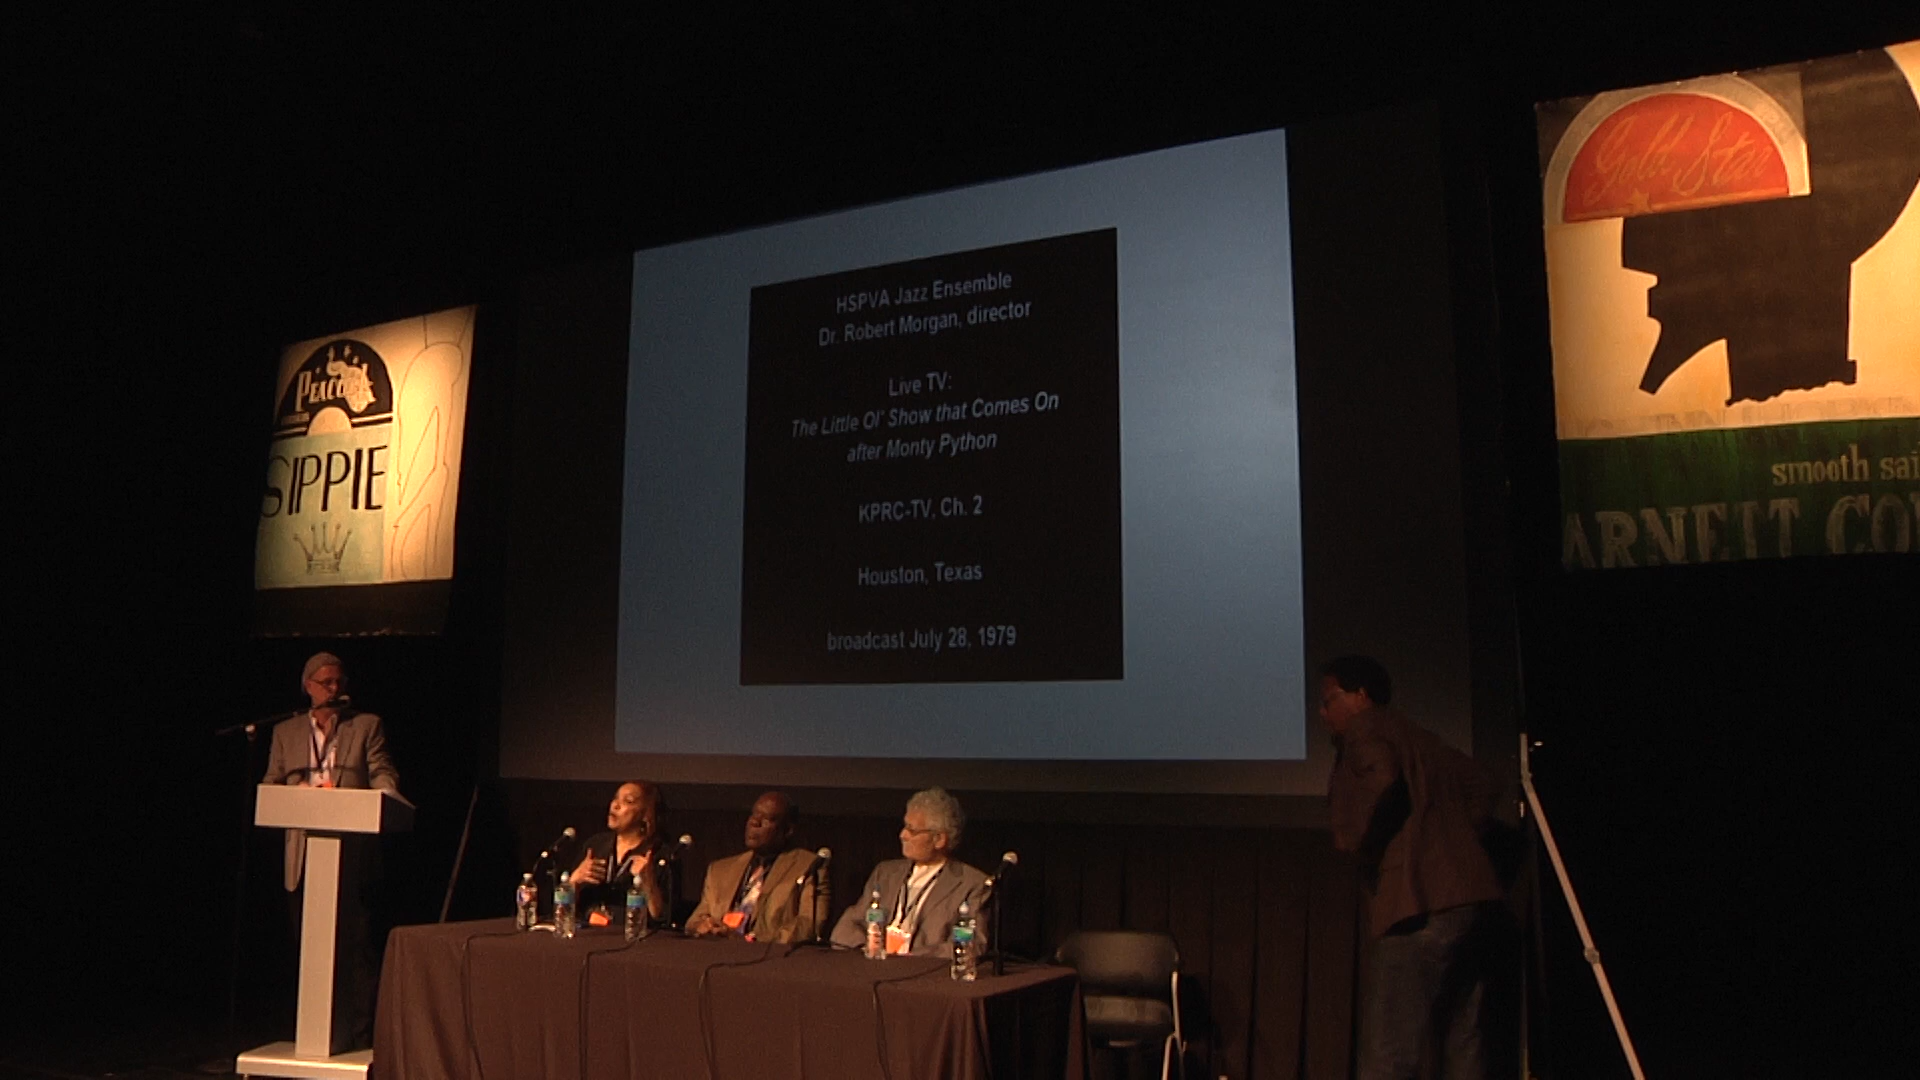 PEACOCK
SIPPIE
HSPVA Jazz Ensemble
Dr. Robert Morgan, director
Live TV:
The Little Ol' Show that Comes On
after Monty Python
KPRC-TV, Ch. 2
Houston, Texas
broadcast July 28, 1979
Gold Star
smooth sai
ARNETT CO